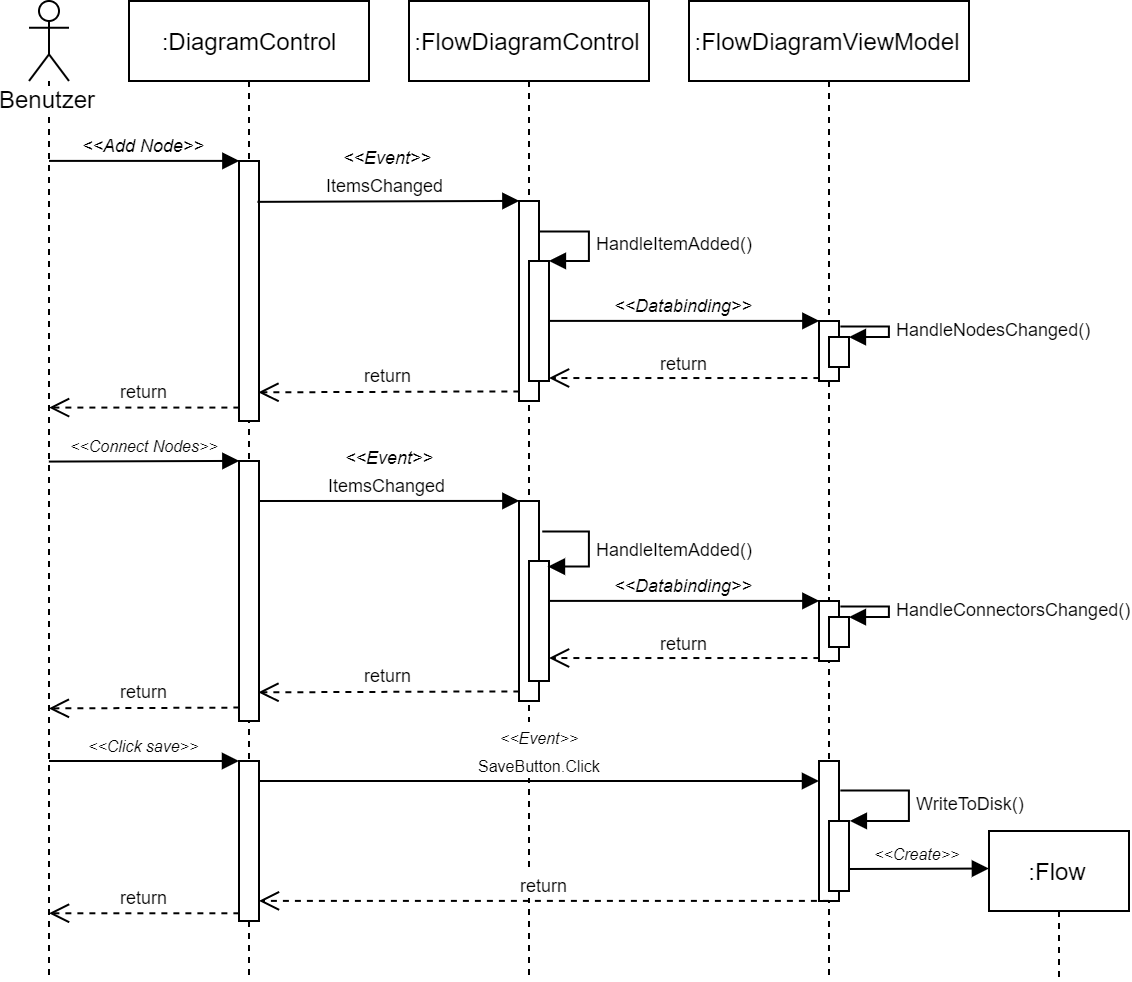 :DiagramControl
:FlowDiagramControl
:FlowDiagramViewModel
Benutzer
<<Add Node>>
<<Event>>
ItemsChanged
HandleItemAdded()
<<Databinding>>
HandleNodesChanged()
return
return
return
<<Connect Nodes>>
<<Event>>
ItemsChanged
HandleItemAdded()
<<Databinding>>
HandleConnectorsChanged()
return
return
return
<<Click save>>
<<Event>>
SaveButton.Click
WriteToDisk()
<<Create>>
:Flow
return
return